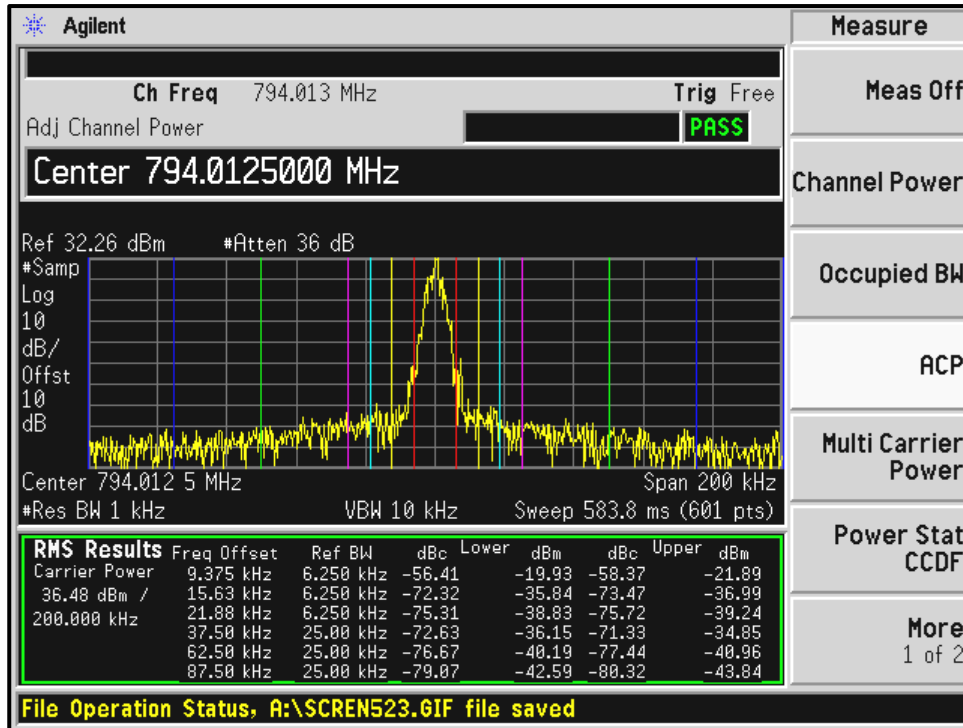 Agilent
Measure
Ch Freq 794.013 MHz Trig Free
Meas Off
Adj Channel Power PASS
Center 794.0125000 MHz
Channel Power
Ref 32.26 dBm #Atten 36 dB
#Samp
Log
10
dB/
Offst
10
dB
Occupied BW
ACP
Multi Carrier
Power
Center 794.012 5 MHz Span 200 kHz
#Res BW 1 kHz VBW 10 kHz Sweep 583.8 ms (601 pts)
Power Stat
CCDF
RMS Results Freq Offset Ref BW dBc Lower dBm dBc Upper dBm
Carrier Power 9.375 kHz 6.250 kHz -56.41 -19.93 -58.37 -21.89
36.48 dBm / 15.63 kHz 6.250 kHz -72.32 -35.84 -73.47 -36.99
200.000 kHz 21.88 kHz 6.250 kHz -75.31 -38.83 -75.72 -39.24
37.50 kHz 25.00 kHz -72.63 -36.15 -71.33 -34.85
62.50 kHz 25.00 kHz -76.67 -40.19 -77.44 -40.96
87.50 kHz 25.00 kHz -79.07 -42.59 -80.32 -43.84
More
1 of 2
File Operation Status, A:\SCREN523.GIF file saved